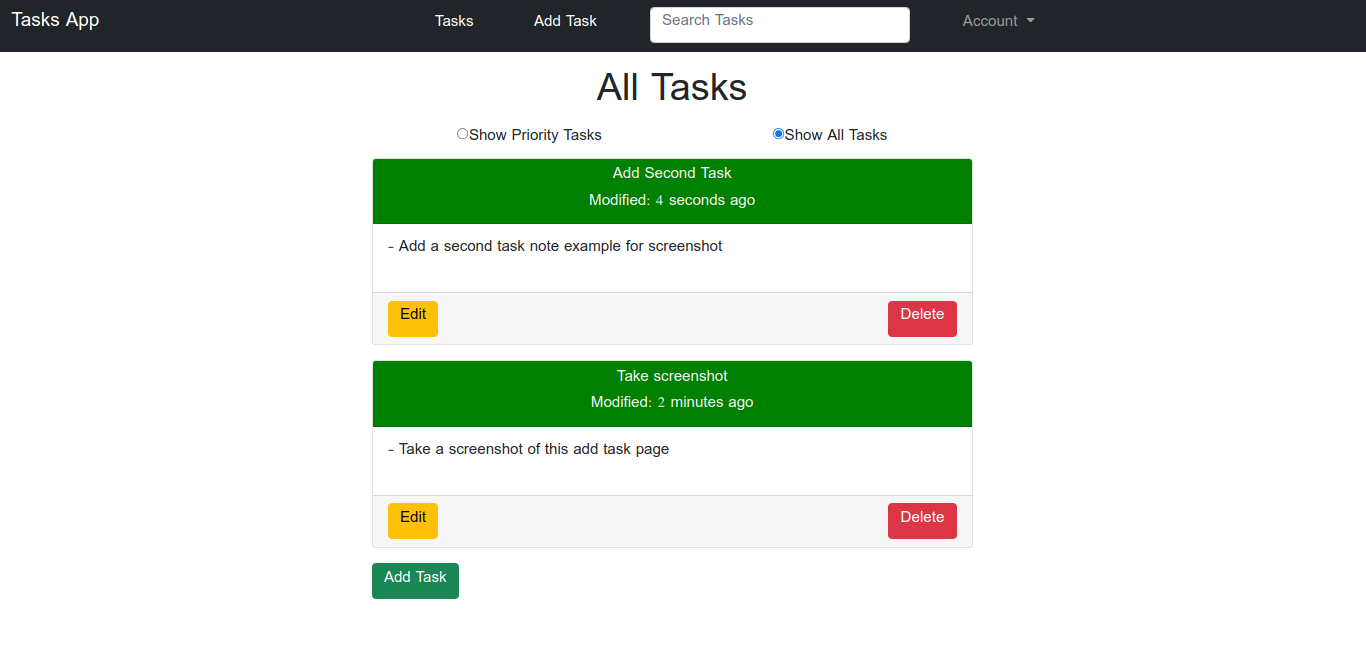 Tasks App
Tasks
Add Task
Search Tasks
Account
All Tasks
Show Priority Tasks
Show All Tasks
Add Second Task
Modified: 4 seconds ago
- Add a second task note example for screenshot
Edit
Delete
Take screenshot
Modified: 2 minutes ago
- Take a screenshot of this add task page
Edit
Delete
Add Task